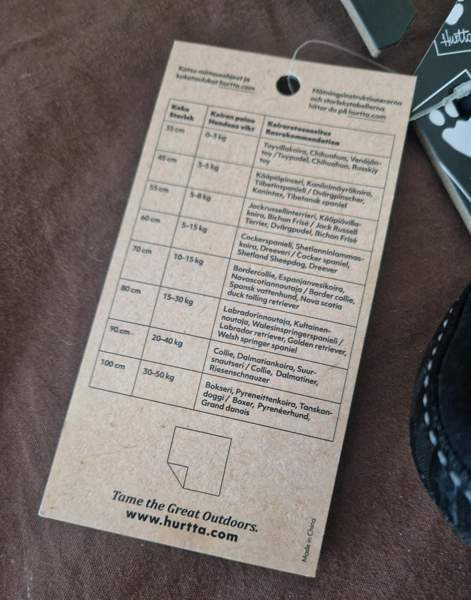 Katso mittausohjeet ja
kokotaulukot hurtta.com
Mätningsinstruktionerna
och storlekstabellerna
hittar du på hurtta.com
Hurtta
Koko
Storlek
Koiran paino
Hundens vikt
Koirarotusuositus
Rasrekommendation
35 cm
0–3 kg
Toyvillakoira, Chihuahua, Venäjän-
toy / Toypudel, Chihuahua, Russkiy
toy
45 cm
3–5 kg
Kääpiöpinseri, Kaniinimäyräkoira,
Tiibetinspanieli / Dvärgpinscher,
Kanintax, Tibetansk spaniel
55 cm
5–8 kg
Jackrussellinterrieri, Kääpiövilla-
koira, Bichon Frisé / Jack Russell
Terrier, Dvärgpudel, Bichon Frisé
60 cm
5–15 kg
Cockerspanieli, Shetlanninlammas-
koira, Dreeveri / Cocker spaniel,
Shetland Sheepdog, Drever
70 cm
10–15 kg
Bordercollie, Espanjanvesikoira,
Novascotiannoutaja / Border collie,
Spansk vattenhund, Nova scotia
duck tolling retriever
80 cm
15–30 kg
Labradorinnoutaja, Kultainen-
noutaja, Walesinspringerspanieli /
Labrador retriever, Golden retriever,
Welsh springer spaniel
90 cm
20–40 kg
Collie, Dalmatiankoira, Suur-
snautseri / Collie, Dalmatiner,
Riesenschnauzer
100 cm
30–50 kg
Bokseri, Pyreneittenkoira, Tanskan-
doggi / Boxer, Pyrenéerhund,
Grand danois
Tame the Great Outdoors.
www.hurtta.com
Made in China